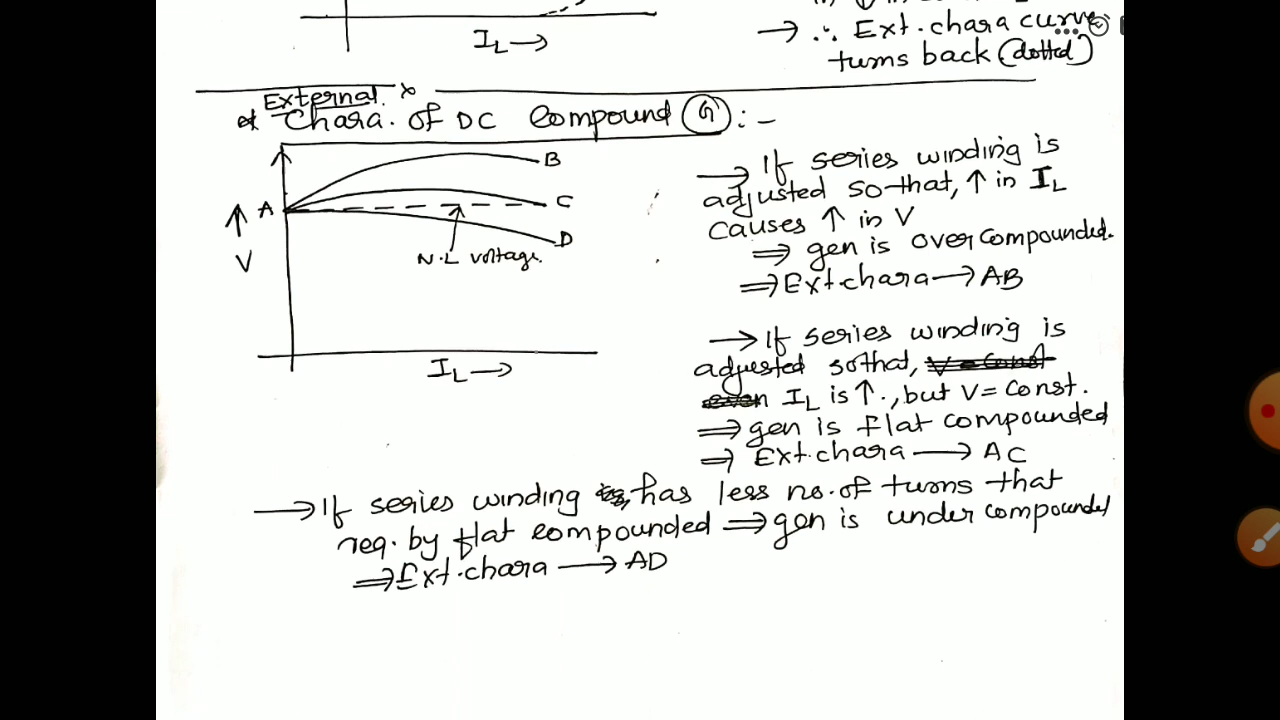 I_L →
→ ∴ Ext.chara curve
turns back (dotted)
External
Chara. of DC Compound (G) :-
A
B
C
D
↑
V
N.L voltage.
I_L →
→ If series winding is
adjusted so that, ↑ in I_L
causes ↑ in V
⇒ gen is over compounded.
⇒ Ext.chara → AB
→ If series winding is
adjusted so that, V = Const
even I_L is ↑., but V = Const.
⇒ gen is flat compounded
⇒ Ext.chara → AC
→ If series winding is, has less no. of turns that
req. by flat compounded ⇒ gen is under compounded
⇒ Ext.chara → AD